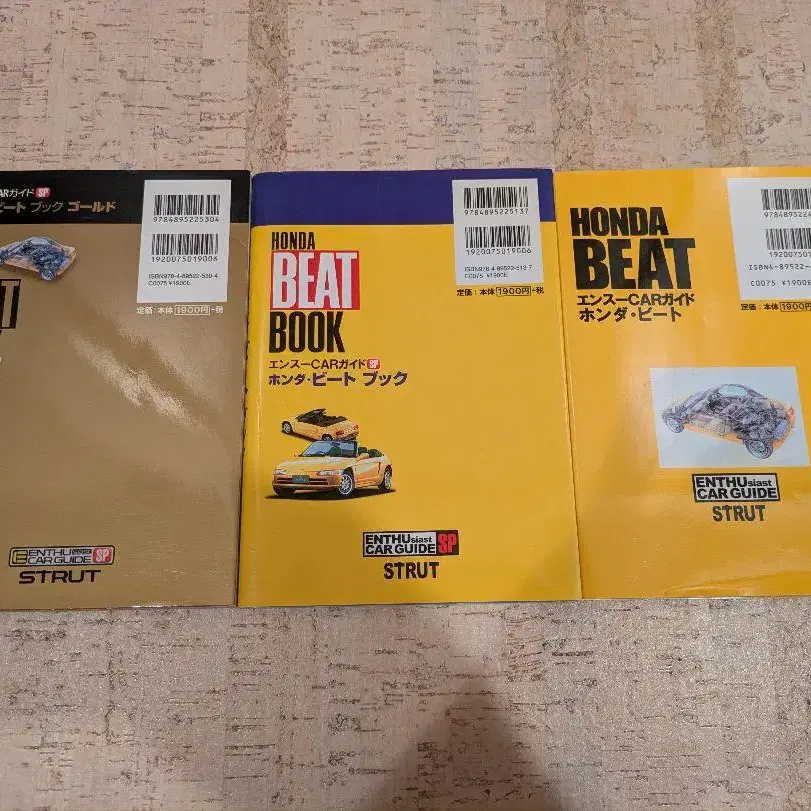 CARガイド SP
ビート ブック ゴールド
9784895225304
1920075019006
ISBN978-4-89522-530-4
C0075 ¥1900E
定価：本体1900円+税
ENTHUsiast
CAR GUIDE SP
STRUT
9784895225137
1920075019006
ISBN978-4-89522-513-7
C0075 ¥1900E
定価：本体1900円+税
HONDA
BEAT
BOOK
エンスーCARガイド SP
ホンダ・ビート ブック
ENTHUsiast
CAR GUIDE SP
STRUT
C0075 ¥1900E
定価：本体1900円
HONDA
BEAT
エンスーCARガイド
ホンダ・ビート
ENTHUsiast
CAR GUIDE
STRUT